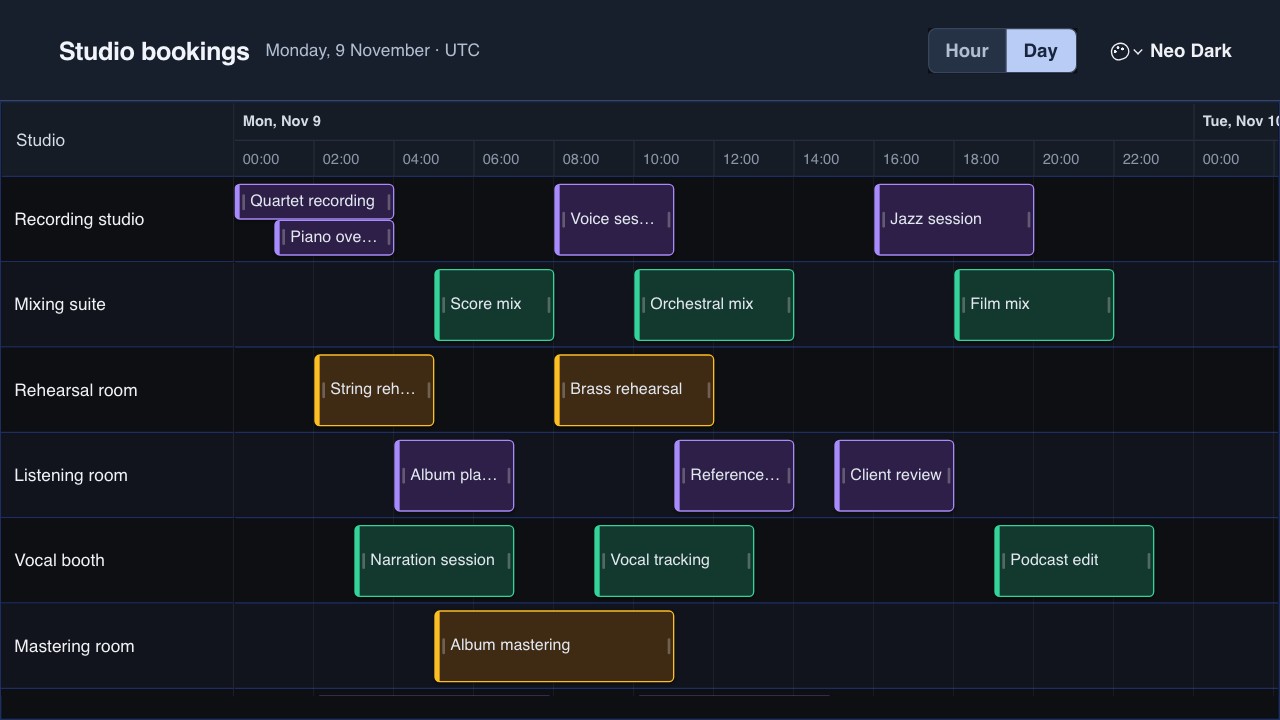 Studio bookings Monday, 9 November · UTC Hour Day Neo Dark
Studio Mon, Nov 9 Tue, Nov 10
00:00 02:00 04:00 06:00 08:00 10:00 12:00 14:00 16:00 18:00 20:00 22:00 00:00
Recording studio
Quartet recording
Piano ove…
Voice ses…
Jazz session
Mixing suite
Score mix
Orchestral mix
Film mix
Rehearsal room
String reh…
Brass rehearsal
Listening room
Album pla…
Reference…
Client review
Vocal booth
Narration session
Vocal tracking
Podcast edit
Mastering room
Album mastering